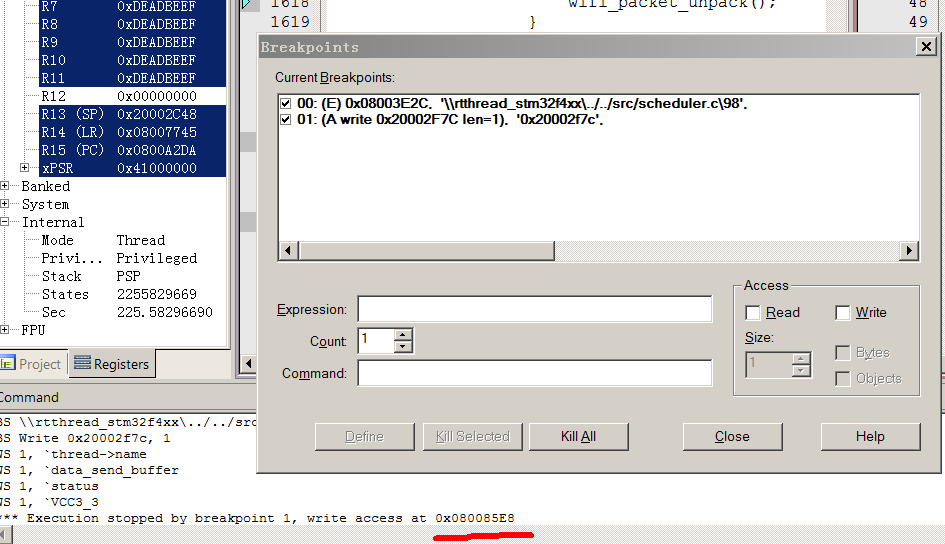 R7 0xDEADBEEF
R8 0xDEADBEEF
R9 0xDEADBEEF
R10 0xDEADBEEF
R11 0xDEADBEEF
R12 0x00000000
R13 (SP) 0x20002C48
R14 (LR) 0x08007745
R15 (PC) 0x0800A2DA
xPSR 0x41000000
Banked
System
Internal
Mode Thread
Privi... Privileged
Stack PSP
States 2255829669
Sec 225.58296690
FPU
Project Registers
1618 wifi_packet_unpack();
1619 }
48
49
Breakpoints
Current Breakpoints:
00: (E) 0x08003E2C, '\\rtthread_stm32f4xx\../../src/scheduler.c\98',
01: (A write 0x20002F7C len=1), '0x20002f7c',
Expression:
Count: 1
Command:
Access
Read Write
Size:
1
Bytes
Objects
Define Kill Selected Kill All Close Help
Command
BS \\rtthread_stm32f4xx\../../src
BS Write 0x20002f7c, 1
WS 1, `thread->name
WS 1, `data_send_buffer
WS 1, `status
WS 1, `VCC3_3
*** Execution stopped by breakpoint 1, write access at 0x080085E8